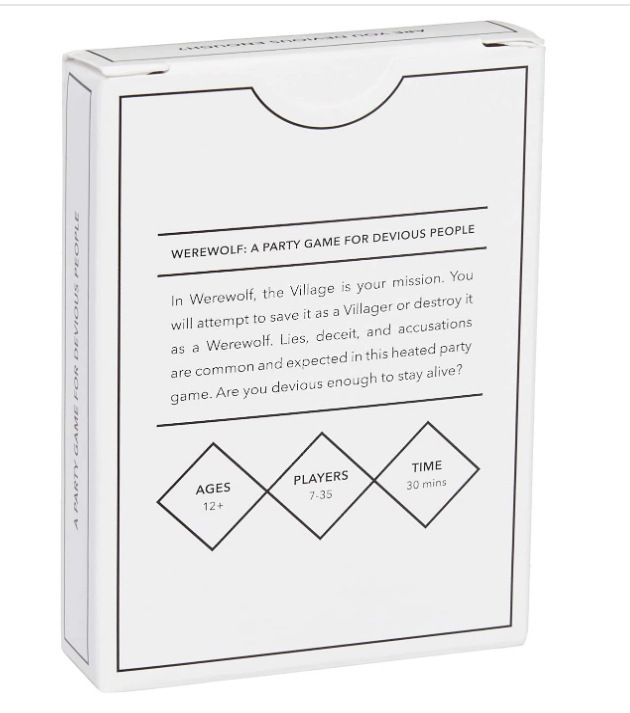 ARE YOU DEVIOUS ENOUGH?
A PARTY GAME FOR DEVIOUS PEOPLE
WEREWOLF: A PARTY GAME FOR DEVIOUS PEOPLE
In Werewolf, the Village is your mission. You
will attempt to save it as a Villager or destroy it
as a Werewolf. Lies, deceit, and accusations
are common and expected in this heated party
game. Are you devious enough to stay alive?
AGES
12+
PLAYERS
7-35
TIME
30 mins